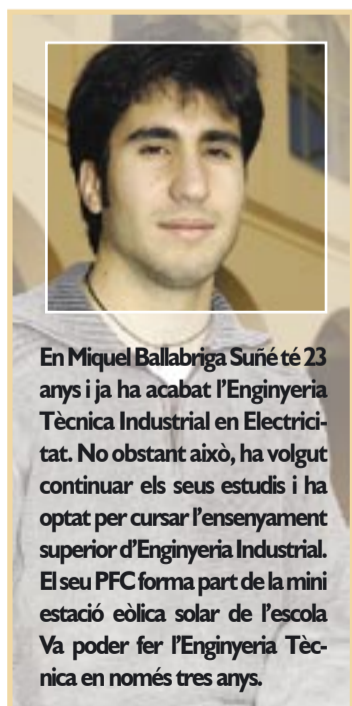 En Miquel Ballabriga Suñé té 23
anys i ja ha acabat l'Enginyeria
Tècnica Industrial en Electrici-
tat. No obstant això, ha volgut
continuar els seus estudis i ha
optat per cursar l'ensenyament
superior d'Enginyeria Industrial.
El seu PFC forma part de la mini
estació eòlica solar de l'escola
Va poder fer l'Enginyeria Tèc-
nica en només tres anys.